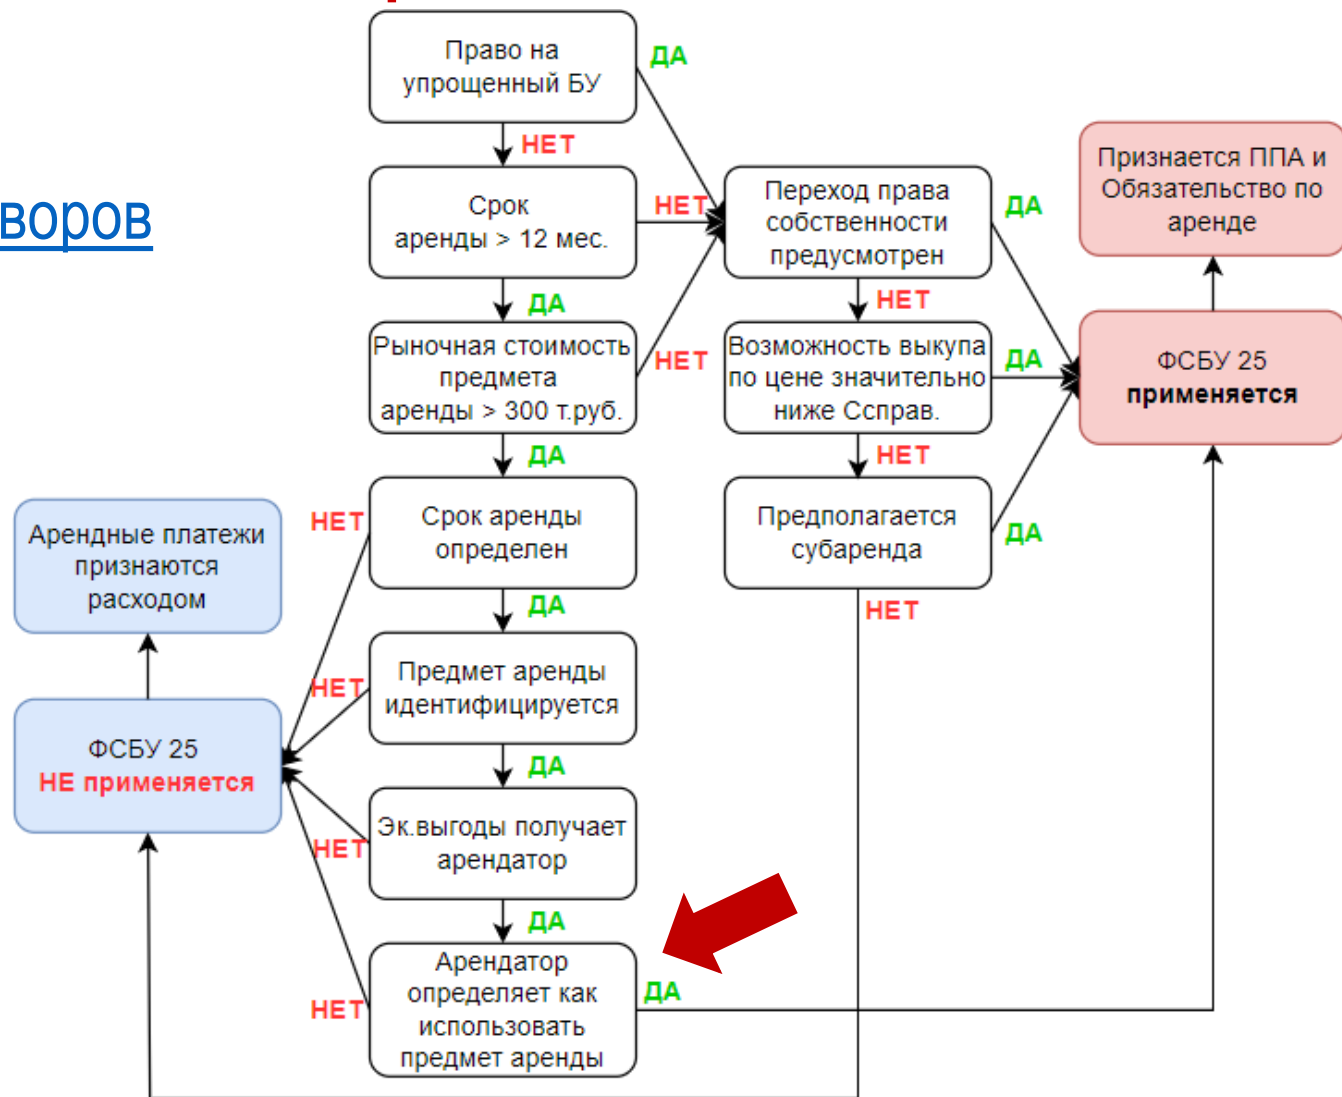 Право на
упрощенный БУ
ДА
НЕТ
воров
Срок
аренды > 12 мес.
НЕТ
ДА
Рыночная стоимость
предмета
аренды > 300 т.руб.
НЕТ
ДА
Переход права
собственности
предусмотрен
ДА
НЕТ
Возможность выкупа
по цене значительно
ниже Ссправ.
ДА
НЕТ
Предполагается
субаренда
ДА
НЕТ
Признается ППА и
Обязательство по
аренде
ФСБУ 25
применяется
Срок аренды
определен
НЕТ
ДА
Предмет аренды
идентифицируется
НЕТ
ДА
Эк.выгоды получает
арендатор
НЕТ
ДА
Арендатор
определяет как
использовать
предмет аренды
НЕТ
ДА
Арендные платежи
признаются
расходом
ФСБУ 25
НЕ применяется